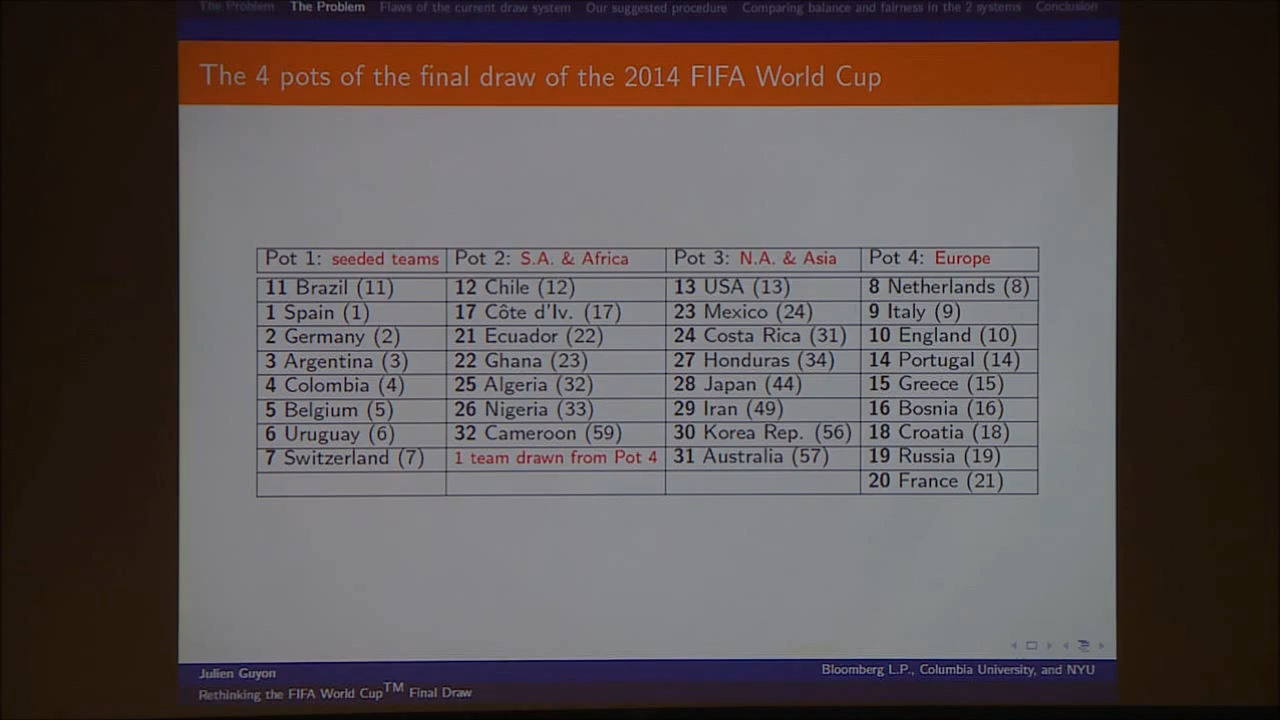 The Problem The Problem Flaws of the current draw system Our suggested procedure Comparing balance and fairness in the 2 systems Conclusion
The 4 pots of the final draw of the 2014 FIFA World Cup
Pot 1: seeded teams Pot 2: S.A. & Africa Pot 3: N.A. & Asia Pot 4: Europe
11 Brazil (11) 12 Chile (12) 13 USA (13) 8 Netherlands (8)
1 Spain (1) 17 Côte d'Iv. (17) 23 Mexico (24) 9 Italy (9)
2 Germany (2) 21 Ecuador (22) 24 Costa Rica (31) 10 England (10)
3 Argentina (3) 22 Ghana (23) 27 Honduras (34) 14 Portugal (14)
4 Colombia (4) 25 Algeria (32) 28 Japan (44) 15 Greece (15)
5 Belgium (5) 26 Nigeria (33) 29 Iran (49) 16 Bosnia (16)
6 Uruguay (6) 32 Cameroon (59) 30 Korea Rep. (56) 18 Croatia (18)
7 Switzerland (7) 1 team drawn from Pot 4 31 Australia (57) 19 Russia (19)
20 France (21)
Julien Guyon Bloomberg L.P., Columbia University, and NYU
Rethinking the FIFA World Cup™ Final Draw